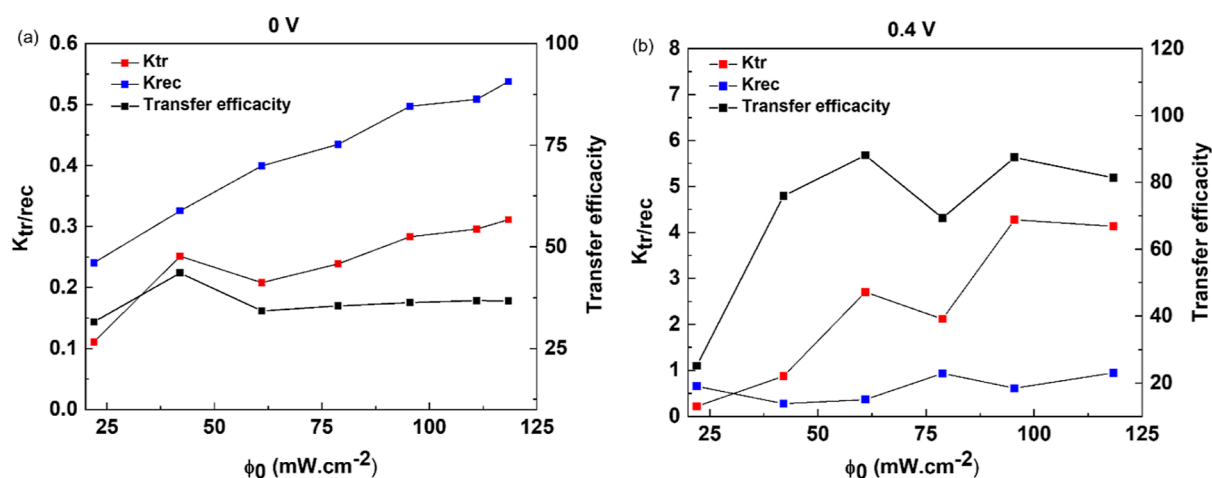 (a)
0 V
0.6
0.5
0.4
0.3
0.2
0.1
0.0
Ktr/rec
Ktr
Krec
Transfer efficacity
100
75
50
25
Transfer efficacity
25
50
75
100
125
ϕ0 (mW.cm-2)
(b)
0.4 V
8
7
6
5
4
3
2
1
0
Ktr/rec
Ktr
Krec
Transfer efficacity
120
100
80
60
40
20
Transfer efficacity
25
50
75
100
125
ϕ0 (mW.cm-2)